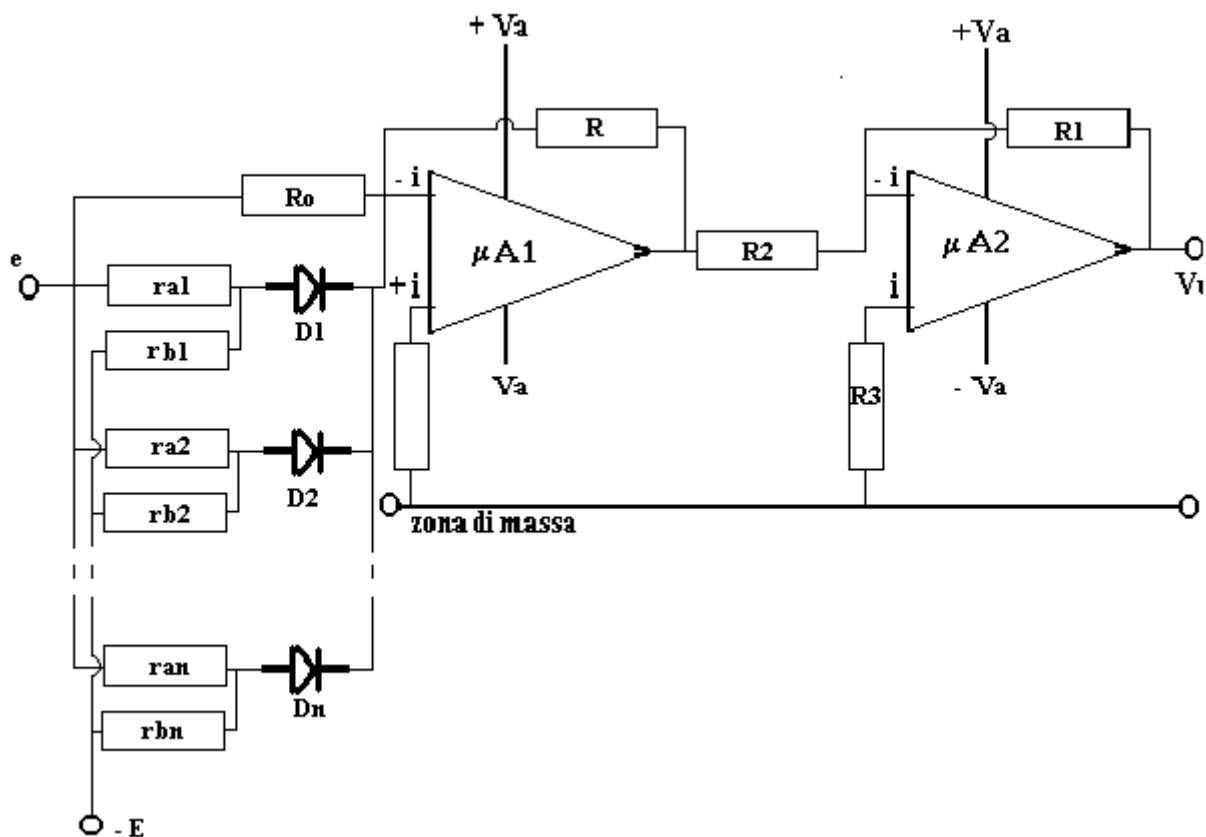 + Va
+Va
R
R1
Ro
- i
- i
μA1
R2
μA2
e
ra1
+i
i
Vu
D1
rb1
Va
- Va
R3
ra2
D2
rb2
zona di massa
ran
Dn
rbn
- E